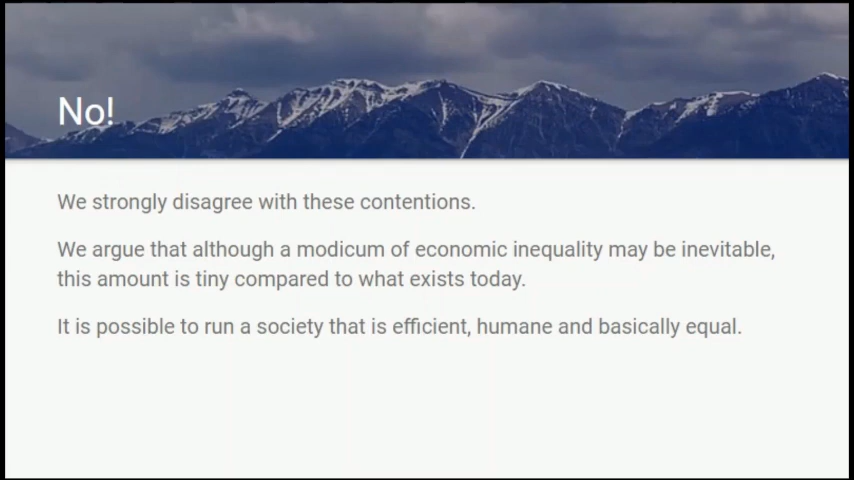 No!
We strongly disagree with these contentions.
We argue that although a modicum of economic inequality may be inevitable,
this amount is tiny compared to what exists today.
It is possible to run a society that is efficient, humane and basically equal.